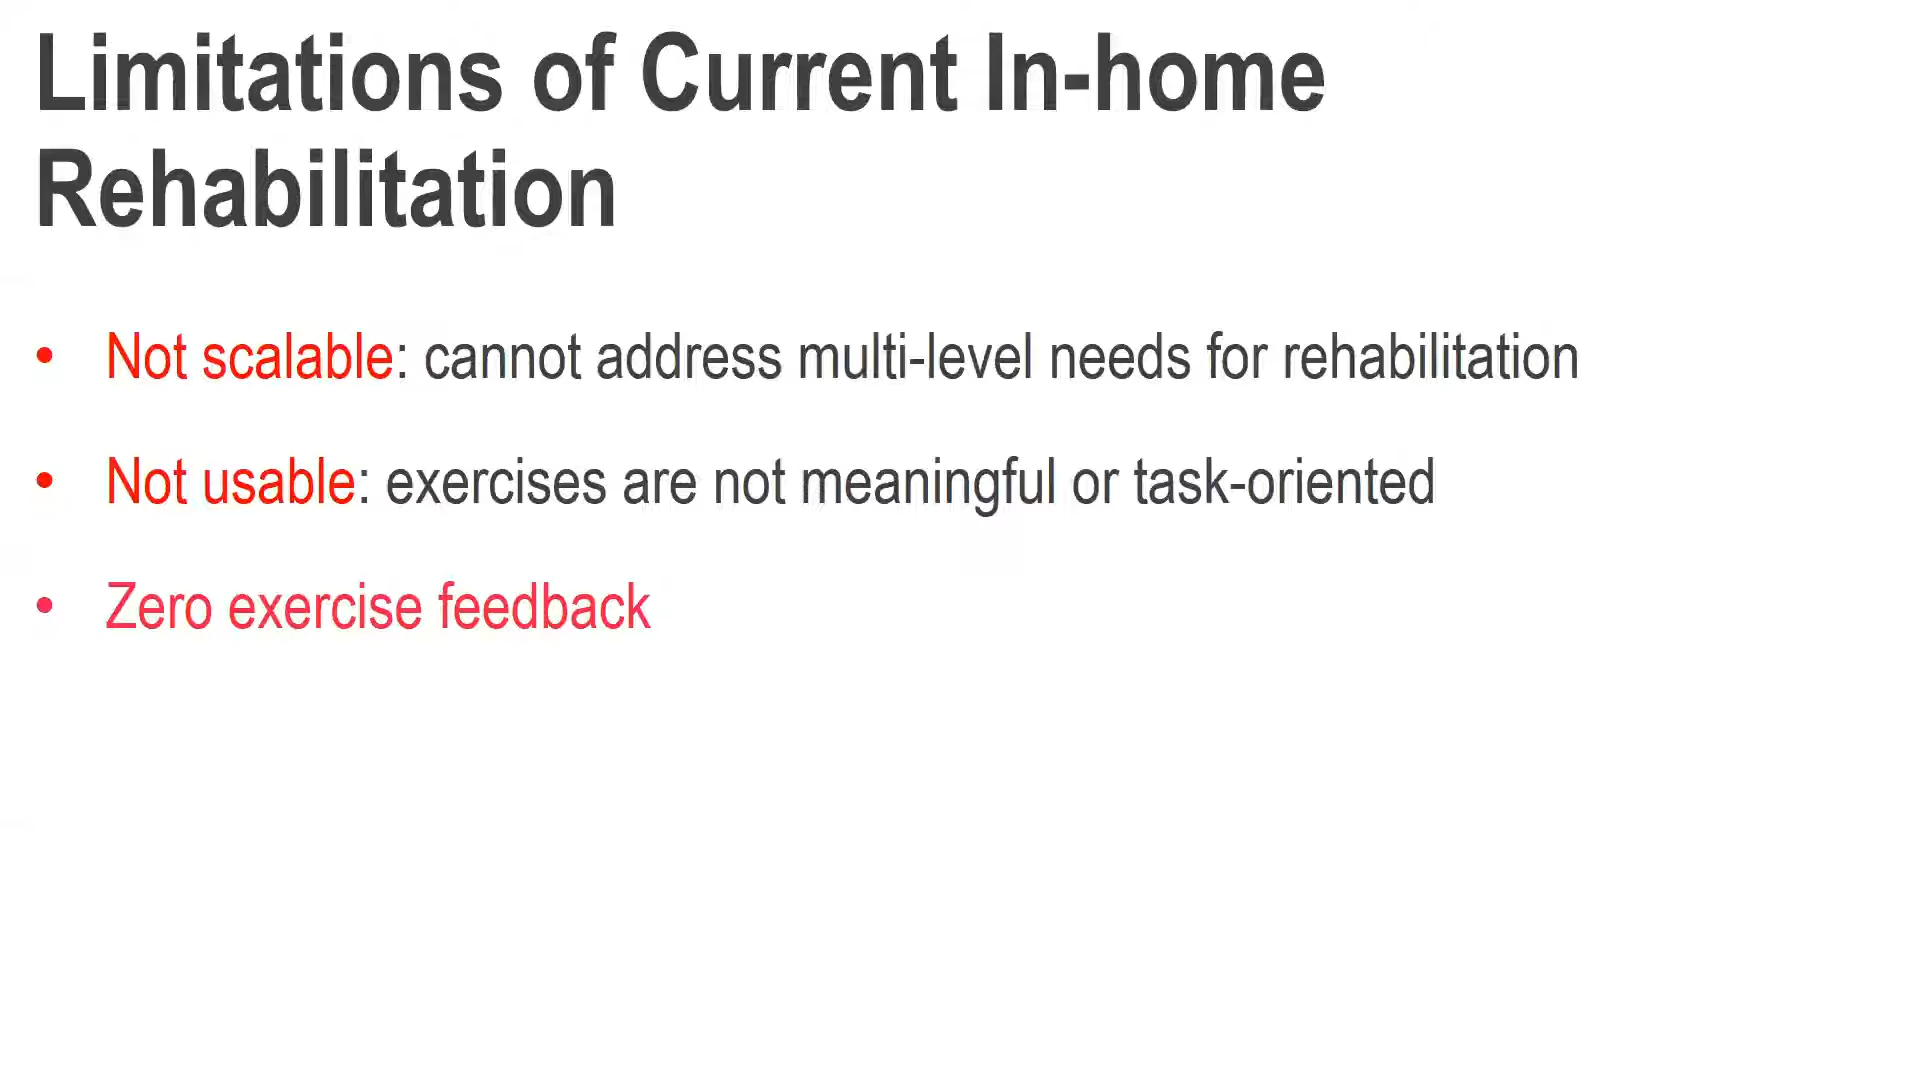 Limitations of Current In-home
Rehabilitation
• Not scalable: cannot address multi-level needs for rehabilitation
• Not usable: exercises are not meaningful or task-oriented
• Zero exercise feedback